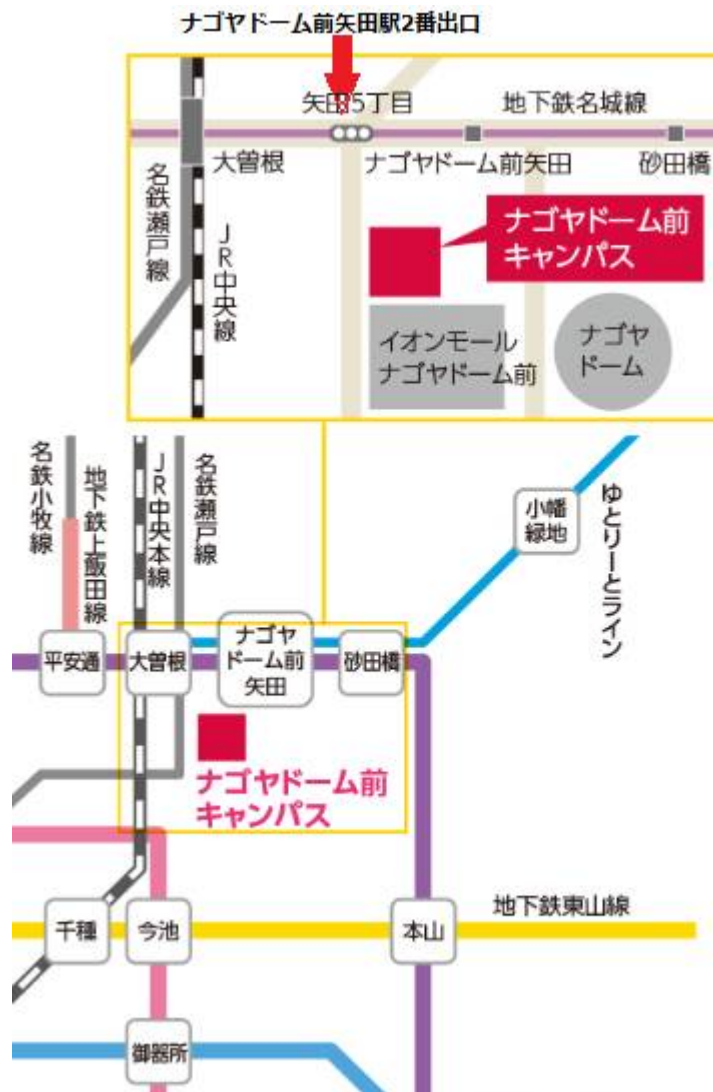 ナゴヤドーム前矢田駅2番出口
矢田5丁目
地下鉄名城線
大曽根
ナゴヤドーム前矢田
砂田橋
名鉄瀬戸線
JR中央線
ナゴヤドーム前
キャンパス
イオンモール
ナゴヤドーム前
ナゴヤ
ドーム
名鉄小牧線
地下鉄上飯田線
JR中央本線
名鉄瀬戸線
小幡
緑地
ゆとりーとライン
平安通
大曽根
ナゴヤ
ドーム前
矢田
砂田橋
ナゴヤドーム前
キャンパス
地下鉄東山線
千種
今池
本山
御器所